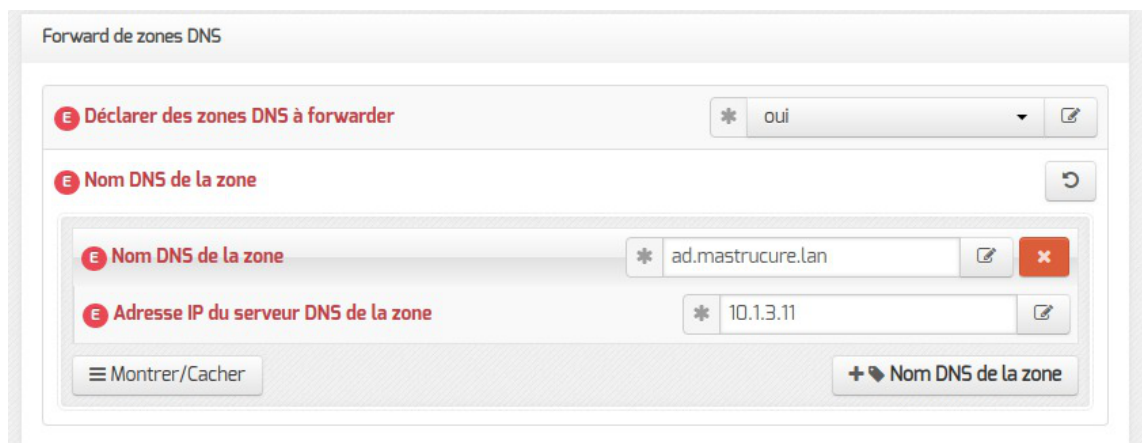 Forward de zones DNS
E Déclarer des zones DNS à forwarder
* oui
E Nom DNS de la zone
E Nom DNS de la zone
* ad.mastrucure.lan
E Adresse IP du serveur DNS de la zone
* 10.1.3.11
Montrer/Cacher
+ Nom DNS de la zone